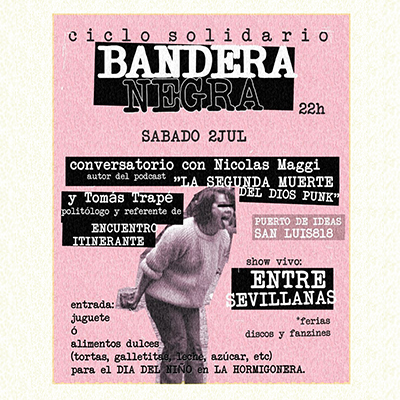 ciclo solidario
BANDERA
NEGRA
22h
SABADO 2JUL
conversatorio con Nicolas Maggi
autor del podcast "LA SEGUNDA MUERTE
DEL DIOS PUNK"
y Tomás Trape
politólogo y referente de
ENCUENTRO
ITINERANTE
PUERTO DE IDEAS
SAN LUIS818
show vivo:
ENTRE
SEVILLANAS
entrada:
juguete
ó
alimentos dulces
(tortas, galletitas, leche, azúcar, etc)
para el DIA DEL NIÑO en LA HORMIGONERA.
*ferias
discos y fanzines